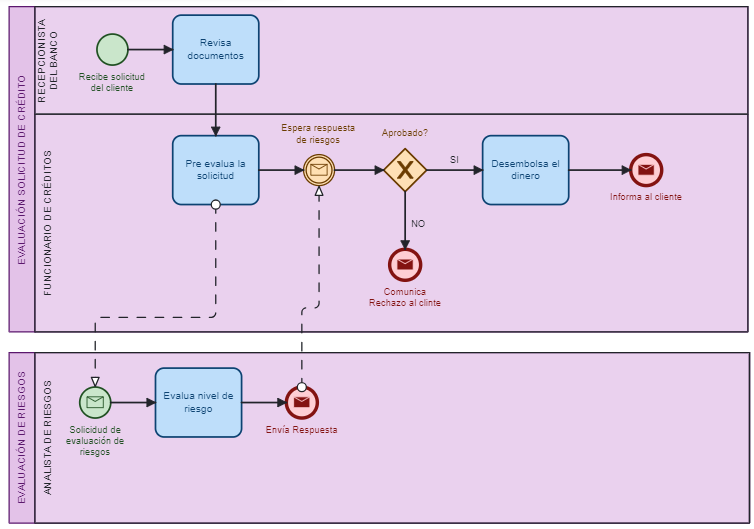 EVALUACIÓN SOLICITUD DE CRÉDITO
RECEPCIONISTA
DEL BANCO
Recibe solicitud
del cliente
Revisa
documentos
FUNCIONARIO DE CRÉDITOS
Pre evalua la
solicitud
Espera respuesta
de riesgos
Aprobado?
SI
NO
Desembolsa el
dinero
Informa al cliente
Comunica
Rechazo al clinte
EVALUACIÓN DE RIESGOS
ANALISTA DE RIESGOS
Solicidud de
evaluación de
riesgos
Evalua nivel de
riesgo
Envía Respuesta